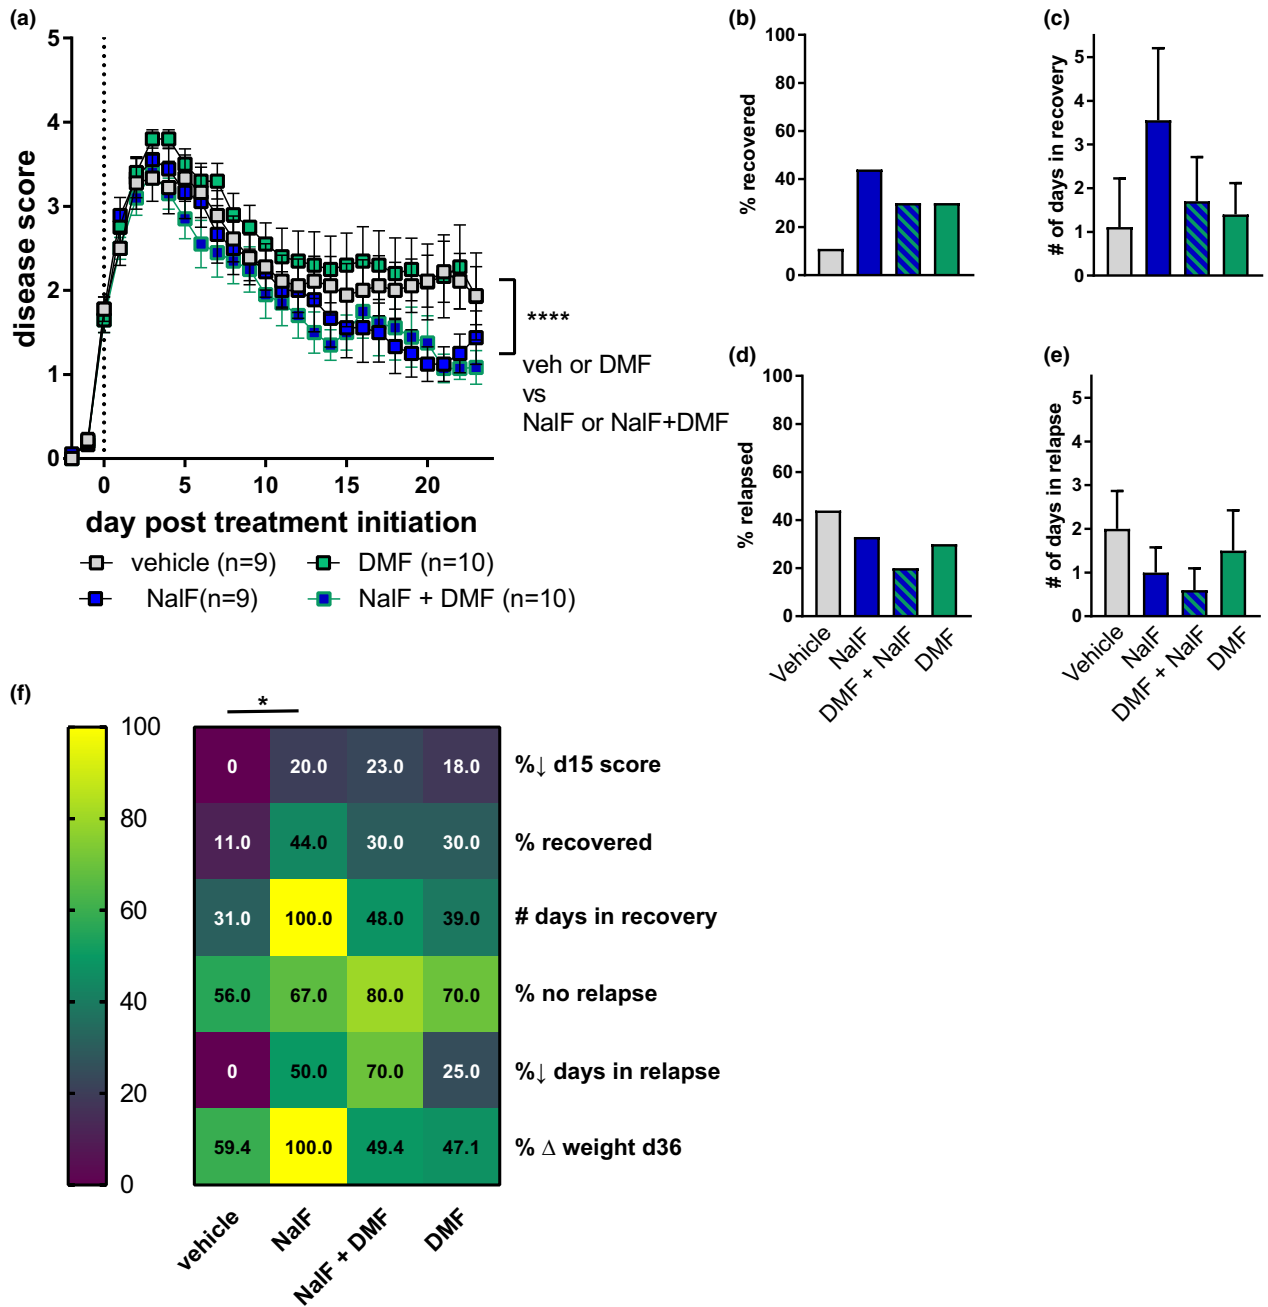 (a)
5
4
3
2
1
0
disease score
0 5 10 15 20
day post treatment initiation
****
veh or DMF
vs
NalF or NalF+DMF
vehicle (n=9)
DMF (n=10)
NalF(n=9)
NalF + DMF (n=10)
(b)
100
80
60
40
20
0
% recovered
(c)
5
4
3
2
1
0
# of days in recovery
(d)
100
80
60
40
20
0
% relapsed
Vehicle
NalF
DMF + NalF
DMF
(e)
5
4
3
2
1
0
# of days in relapse
Vehicle
NalF
DMF + NalF
DMF
(f)
100
80
60
40
20
0
*
0 20.0 23.0 18.0 %↓ d15 score
11.0 44.0 30.0 30.0 % recovered
31.0 100.0 48.0 39.0 # days in recovery
56.0 67.0 80.0 70.0 % no relapse
0 50.0 70.0 25.0 %↓ days in relapse
59.4 100.0 49.4 47.1 % Δ weight d36
vehicle
NalF
NalF + DMF
DMF